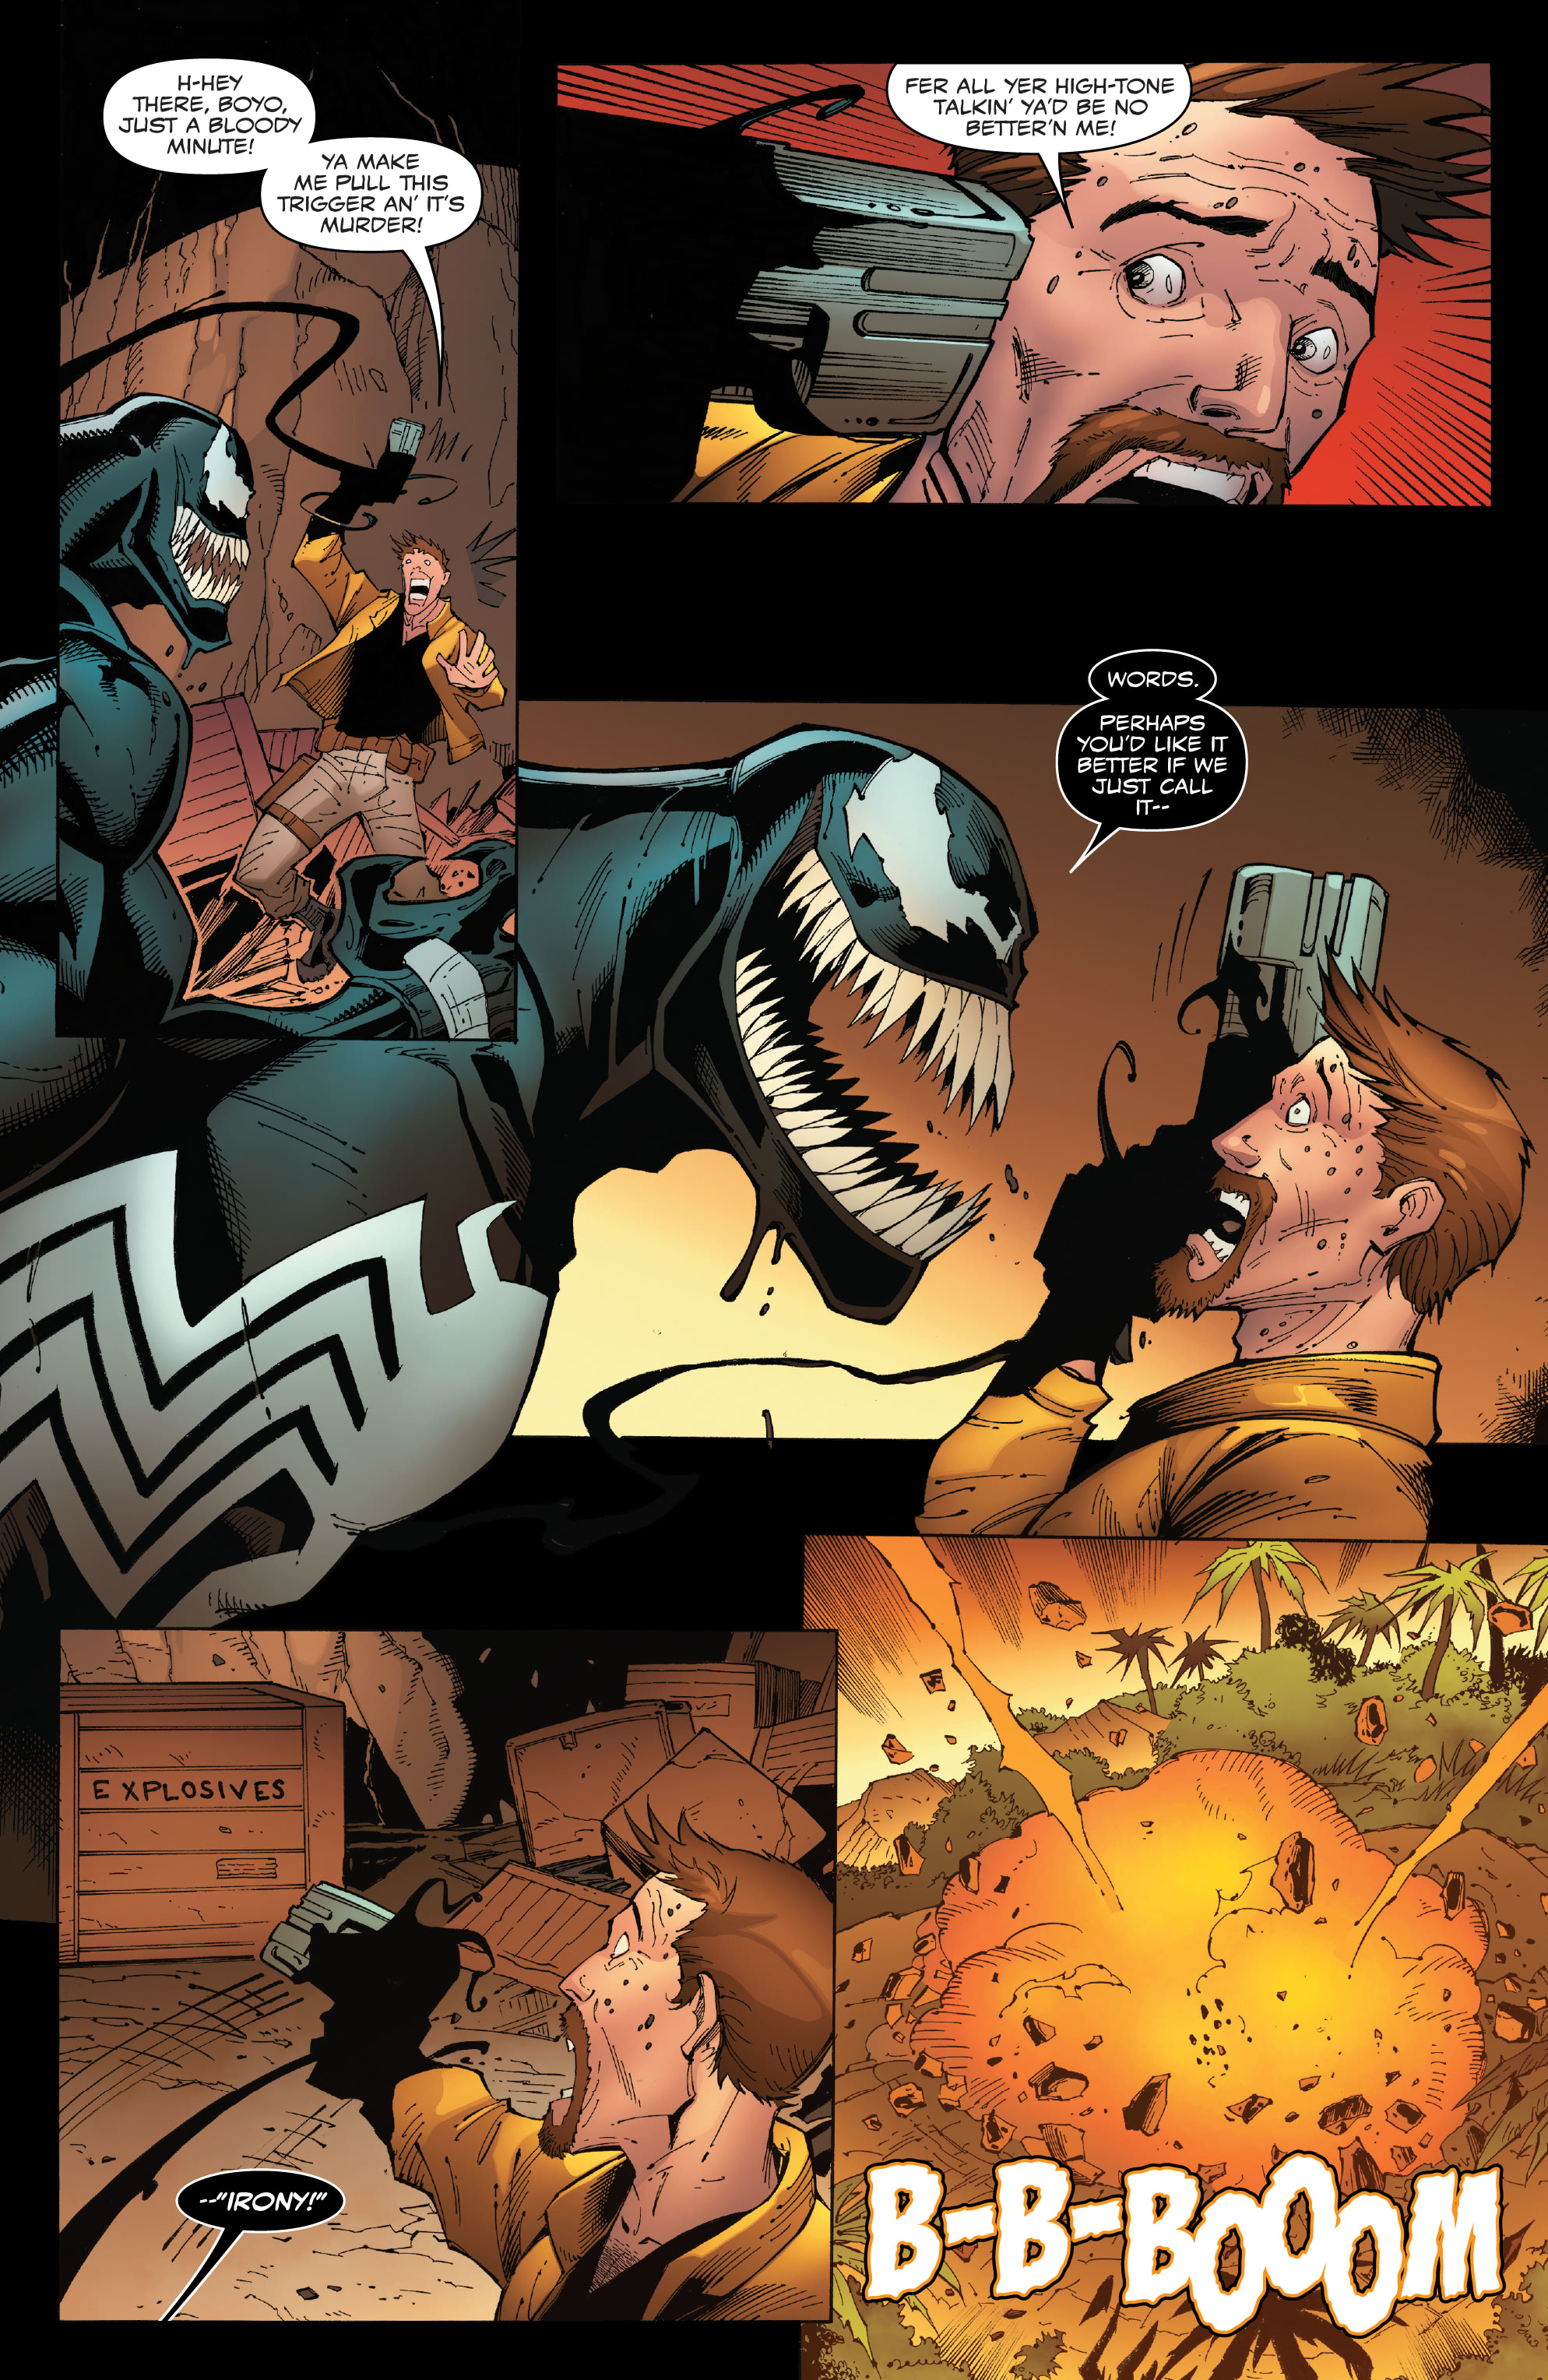 H-HEY
THERE, BOYO,
JUST A BLOODY
MINUTE!
YA MAKE
ME PULL THIS
TRIGGER AN' IT'S
MURDER!
FER ALL YER HIGH-TONE
TALKIN' YA'D BE NO
BETTER'N ME!
WORDS.
PERHAPS
YOU'D LIKE IT
BETTER IF WE
JUST CALL
IT--
EXPLOSIVES
--"IRONY!"
B-B-BOOOM